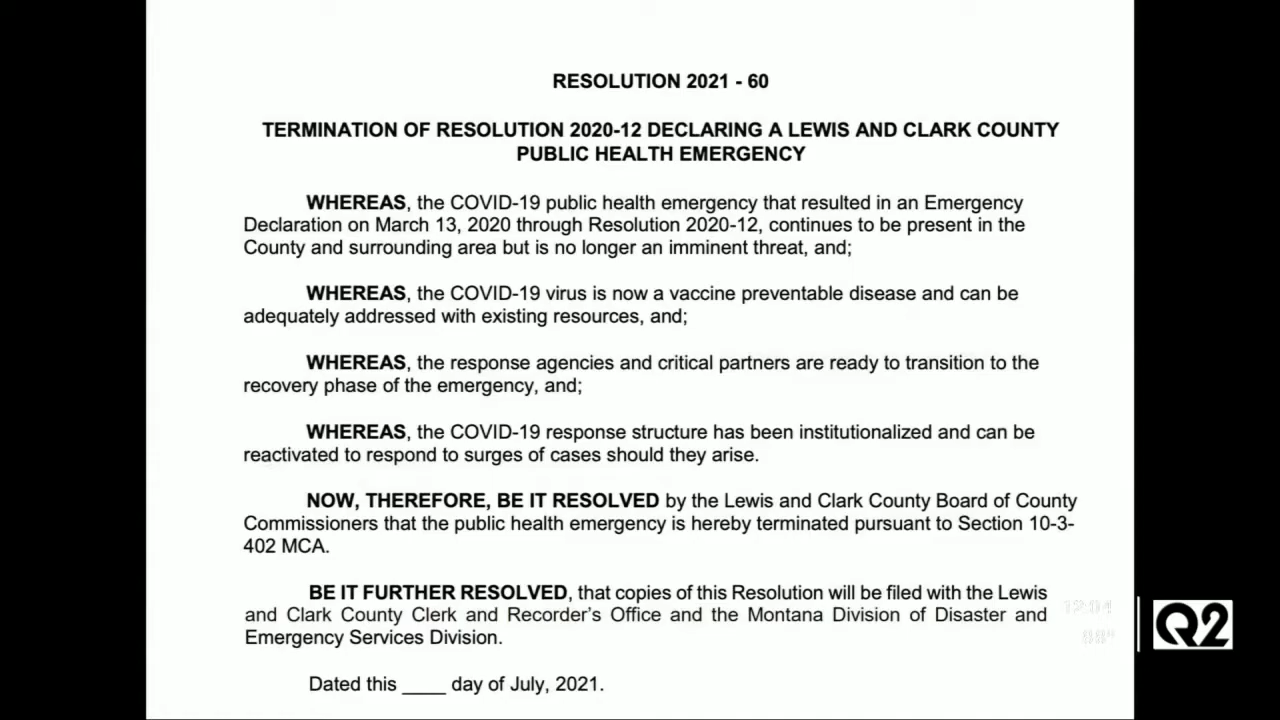 RESOLUTION 2021 - 60
TERMINATION OF RESOLUTION 2020-12 DECLARING A LEWIS AND CLARK COUNTY
PUBLIC HEALTH EMERGENCY
WHEREAS, the COVID-19 public health emergency that resulted in an Emergency
Declaration on March 13, 2020 through Resolution 2020-12, continues to be present in the
County and surrounding area but is no longer an imminent threat, and;
WHEREAS, the COVID-19 virus is now a vaccine preventable disease and can be
adequately addressed with existing resources, and;
WHEREAS, the response agencies and critical partners are ready to transition to the
recovery phase of the emergency, and;
WHEREAS, the COVID-19 response structure has been institutionalized and can be
reactivated to respond to surges of cases should they arise.
NOW, THEREFORE, BE IT RESOLVED by the Lewis and Clark County Board of County
Commissioners that the public health emergency is hereby terminated pursuant to Section 10-3-
402 MCA.
BE IT FURTHER RESOLVED, that copies of this Resolution will be filed with the Lewis
and Clark County Clerk and Recorder's Office and the Montana Division of Disaster and
Emergency Services Division.
Dated this ____ day of July, 2021.
12:04
Q2